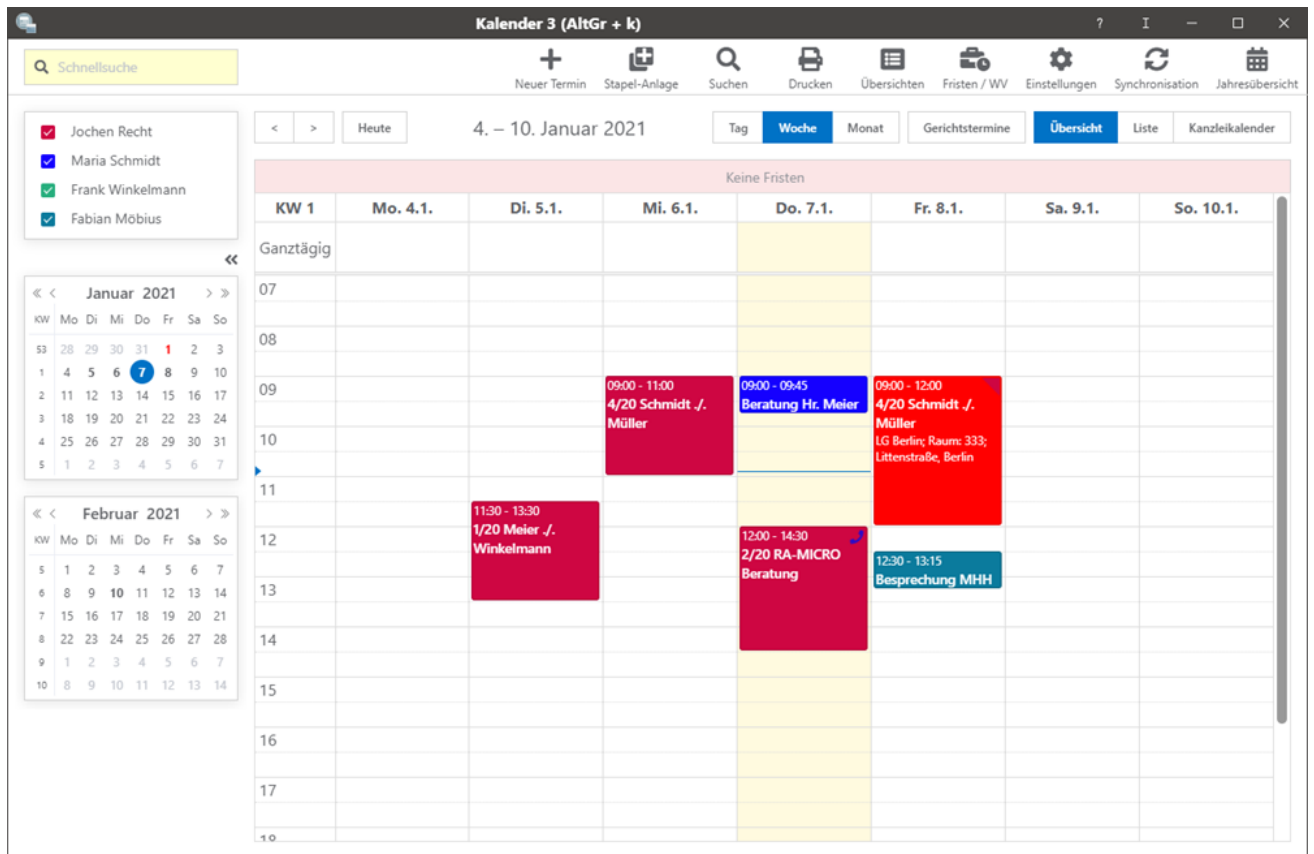 Kalender 3 (AltGr + k)
? I
Schnellsuche
Neuer Termin Stapel-Anlage Suchen Drucken Übersichten Fristen / WV Einstellungen Synchronisation Jahresübersicht
Jochen Recht
Maria Schmidt
Frank Winkelmann
Fabian Möbius
«
« < Januar 2021 > »
KW Mo Di Mi Do Fr Sa So
53 28 29 30 31 1 2 3
1 4 5 6 7 8 9 10
2 11 12 13 14 15 16 17
3 18 19 20 21 22 23 24
4 25 26 27 28 29 30 31
5 1 2 3 4 5 6 7
« < Februar 2021 > »
KW Mo Di Mi Do Fr Sa So
5 1 2 3 4 5 6 7
6 8 9 10 11 12 13 14
7 15 16 17 18 19 20 21
8 22 23 24 25 26 27 28
9 1 2 3 4 5 6 7
10 8 9 10 11 12 13 14
< > Heute 4. – 10. Januar 2021 Tag Woche Monat Gerichtstermine Übersicht Liste Kanzleikalender
Keine Fristen
KW 1 Mo. 4.1. Di. 5.1. Mi. 6.1. Do. 7.1. Fr. 8.1. Sa. 9.1. So. 10.1.
Ganztägig
07
08
09
10
11
12
13
14
15
16
17
18
11:30 - 13:30
1/20 Meier ./.
Winkelmann
09:00 - 11:00
4/20 Schmidt ./.
Müller
09:00 - 09:45
Beratung Hr. Meier
12:00 - 14:30
2/20 RA-MICRO
Beratung
09:00 - 12:00
4/20 Schmidt ./.
Müller
LG Berlin; Raum: 333;
Littenstraße, Berlin
12:30 - 13:15
Besprechung MHH